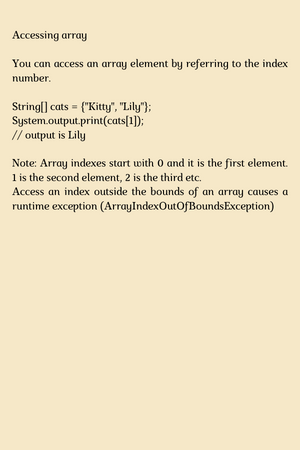 Accessing array
You can access an array element by referring to the index
number.
String[] cats = {"Kitty", "Lily"};
System.output.print(cats[1]);
// output is Lily
Note: Array indexes start with 0 and it is the first element.
1 is the second element, 2 is the third etc.
Access an index outside the bounds of an array causes a
runtime exception (ArrayIndexOutOfBoundsException)